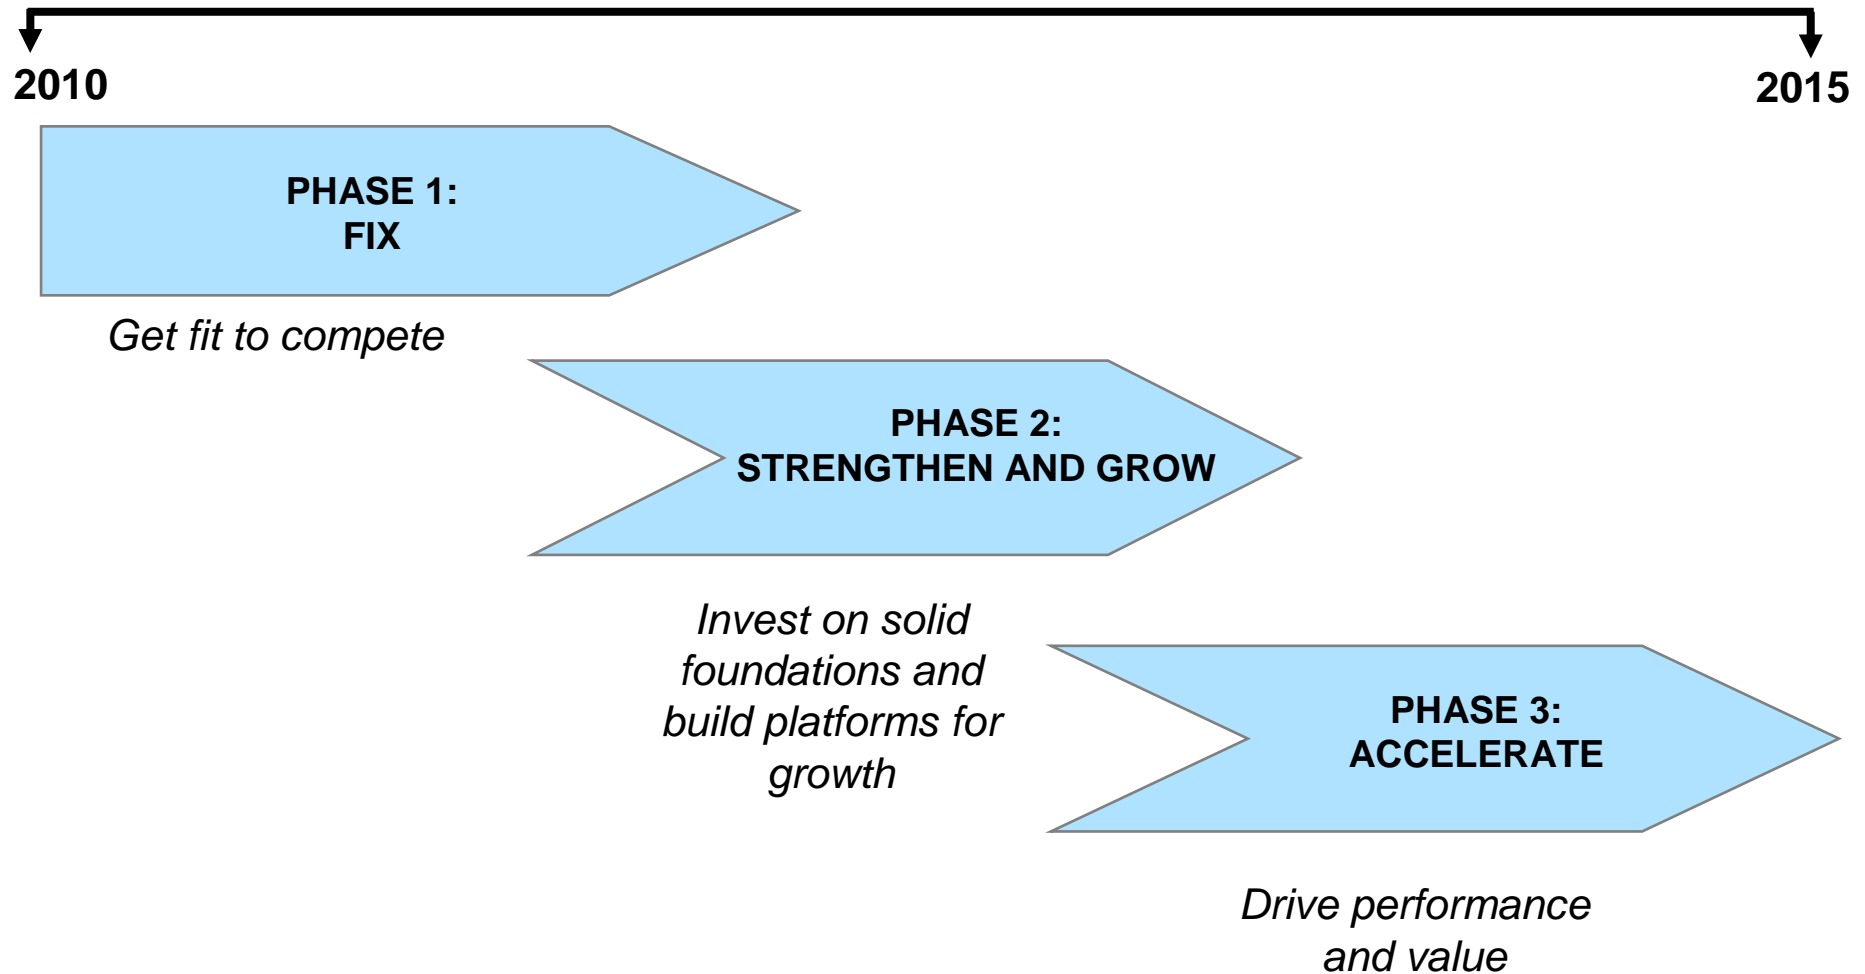 2010
2015
PHASE 1:
FIX
Get fit to compete
PHASE 2:
STRENGTHEN AND GROW
Invest on solid
foundations and
build platforms for
growth
PHASE 3:
ACCELERATE
Drive performance
and value